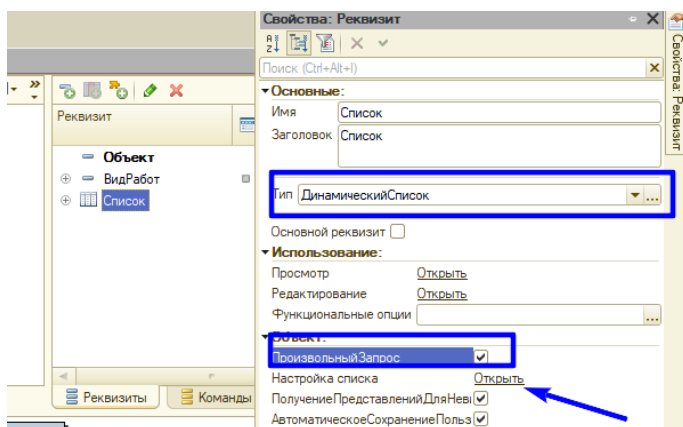 Свойства: Реквизит
Поиск (Ctrl+Alt+I)
Основные:
Имя Список
Заголовок Список
Тип ДинамическийСписок
Основной реквизит
Использование:
Просмотр Открыть
Редактирование Открыть
Функциональные опции
Объект:
ПроизвольныйЗапрос
Настройка списка Открыть
ПолучениеПредставленийДляНеві
АвтоматическоеСохранениеПольз
Реквизит
Объект
ВидРабот
Список
Реквизиты
Команды
Свойства: Реквизит